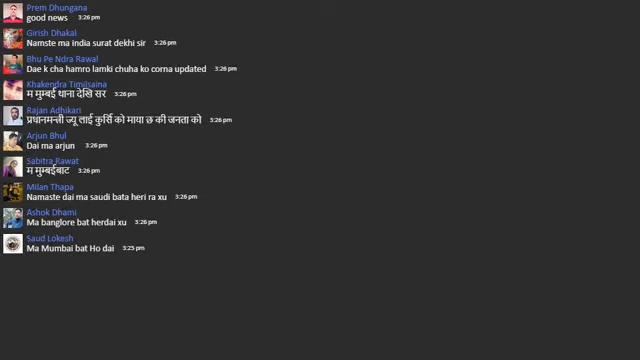 Prem Dhungana
good news 3:26 pm
Girish Dhakal
Namste ma india surat dekhi sir 3:26 pm
Bhu Pe Ndra Rawal
Dae k cha hamro lamki chuha ko corna updated 3:26 pm
Khakendra Timilsaina
म मुम्बई थाना देखि सर 3:26 pm
Rajan Adhikari
प्रधानमन्त्री ज्यू लाई कुर्सि को माया छ की जनता को 3:26 pm
Arjun Bhul
Dai ma arjun 3:26 pm
Sabitra Rawat
म मुम्बईबाट 3:26 pm
Milan Thapa
Namaste dai ma saudi bata heri ra xu 3:26 pm
Ashok Dhami
Ma banglore bat herdai xu 3:26 pm
Saud Lokesh
Ma Mumbai bat Ho dai 3:25 pm